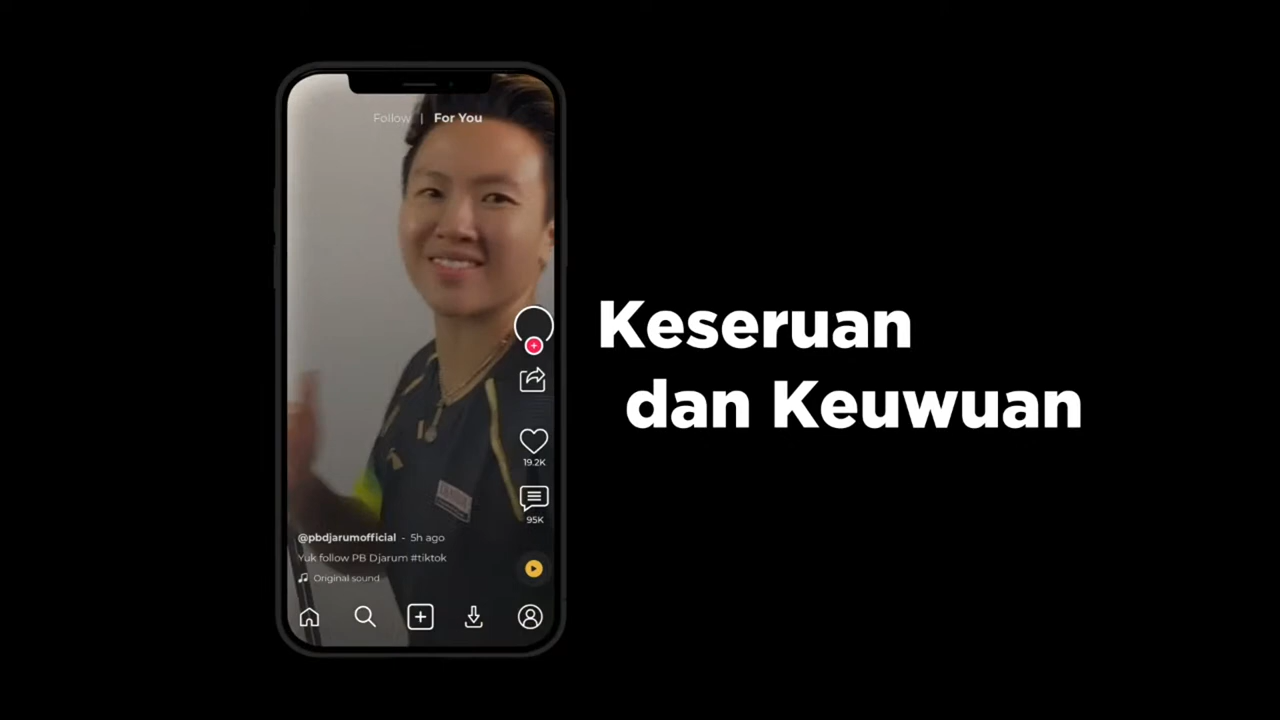 Follow | For You
Keseruan
dan Keuwuan
19.2K
95K
@pbdjarumofficial - 5h ago
Yuk follow PB Djarum #tiktok
Original sound